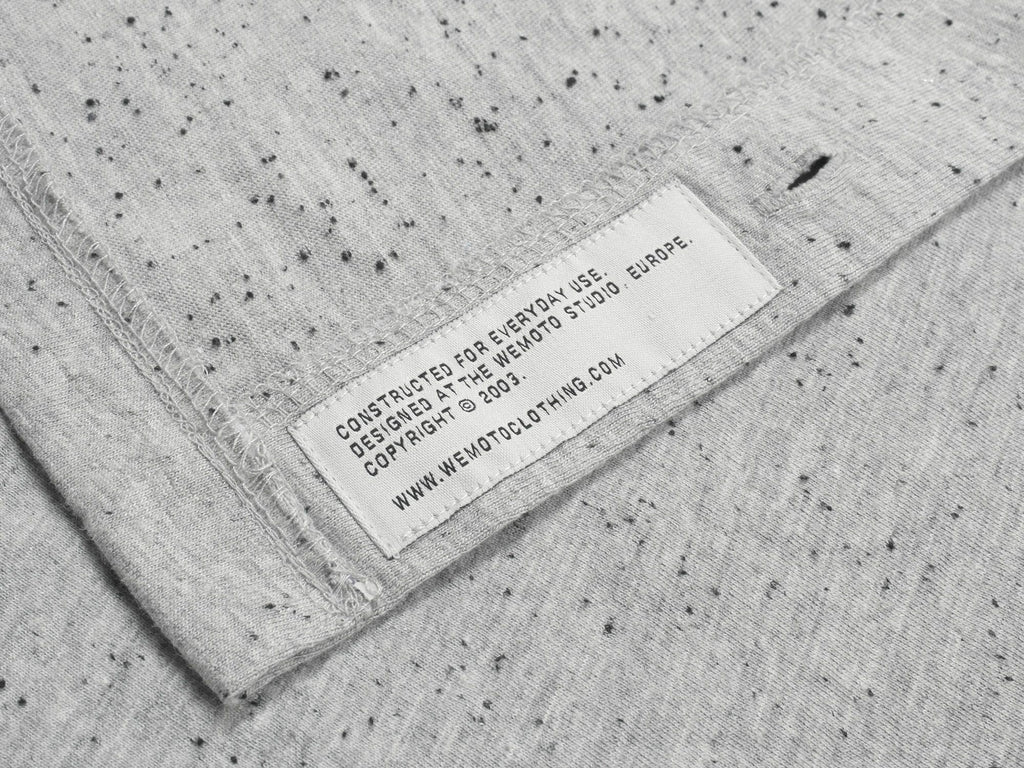 CONSTRUCTED FOR EVERYDAY USE.
DESIGNED AT THE WEMOTO STUDIO, EUROPE.
COPYRIGHT © 2003.
WWW.WEMOTOCLOTHING.COM